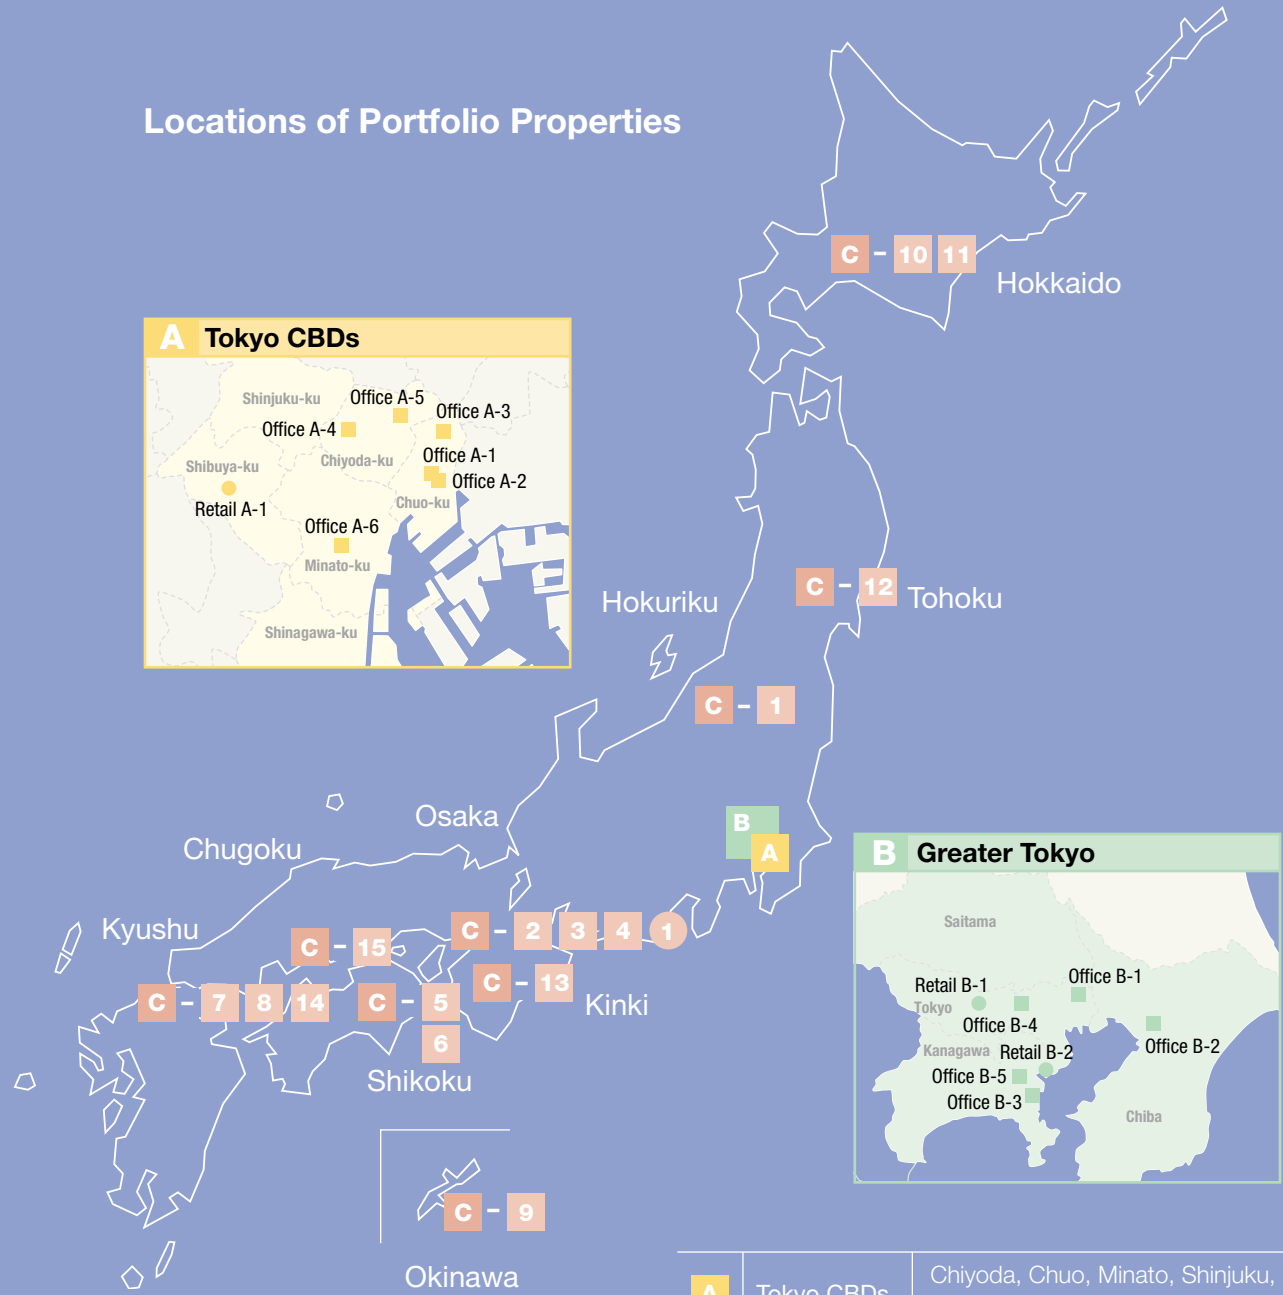 Locations of Portfolio Properties
C – 10 11
Hokkaido
A Tokyo CBDs
Shinjuku-ku
Office A-5
Office A-3
Office A-4
Office A-1
Shibuya-ku
Chiyoda-ku
Office A-2
Retail A-1
Chuo-ku
Office A-6
Minato-ku
Shinagawa-ku
C – 12
Tohoku
Hokuriku
C – 1
Osaka
B
A
Chugoku
B Greater Tokyo
Saitama
Retail B-1
Office B-1
Tokyo
Office B-4
Kanagawa
Retail B-2
Office B-2
Office B-5
Office B-3
Chiba
Kyushu
C – 2 3 4 1
C – 15
C – 13
Kinki
C – 7 8 14
C – 5
6
Shikoku
C – 9
Okinawa
A Tokyo CBDs
Chiyoda, Chuo, Minato, Shinjuku,